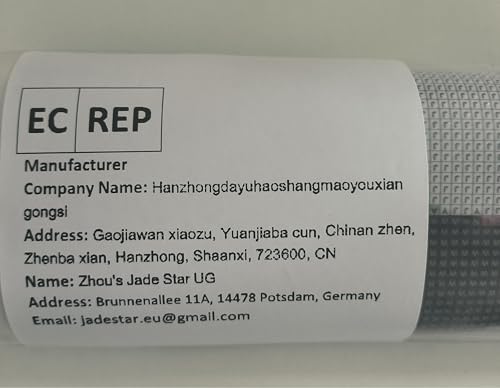 EC REP
Manufacturer
Company Name: Hanzhongdayuhaoshangmaoyouxian
gongsi
Address: Gaojiawan xiaozu, Yuanjiaba cun, Chinan zhen,
Zhenba xian, Hanzhong, Shaanxi, 723600, CN
Name: Zhou's Jade Star UG
Address: Brunnenallee 11A, 14478 Potsdam, Germany
Email: jadestar.eu@gmail.com